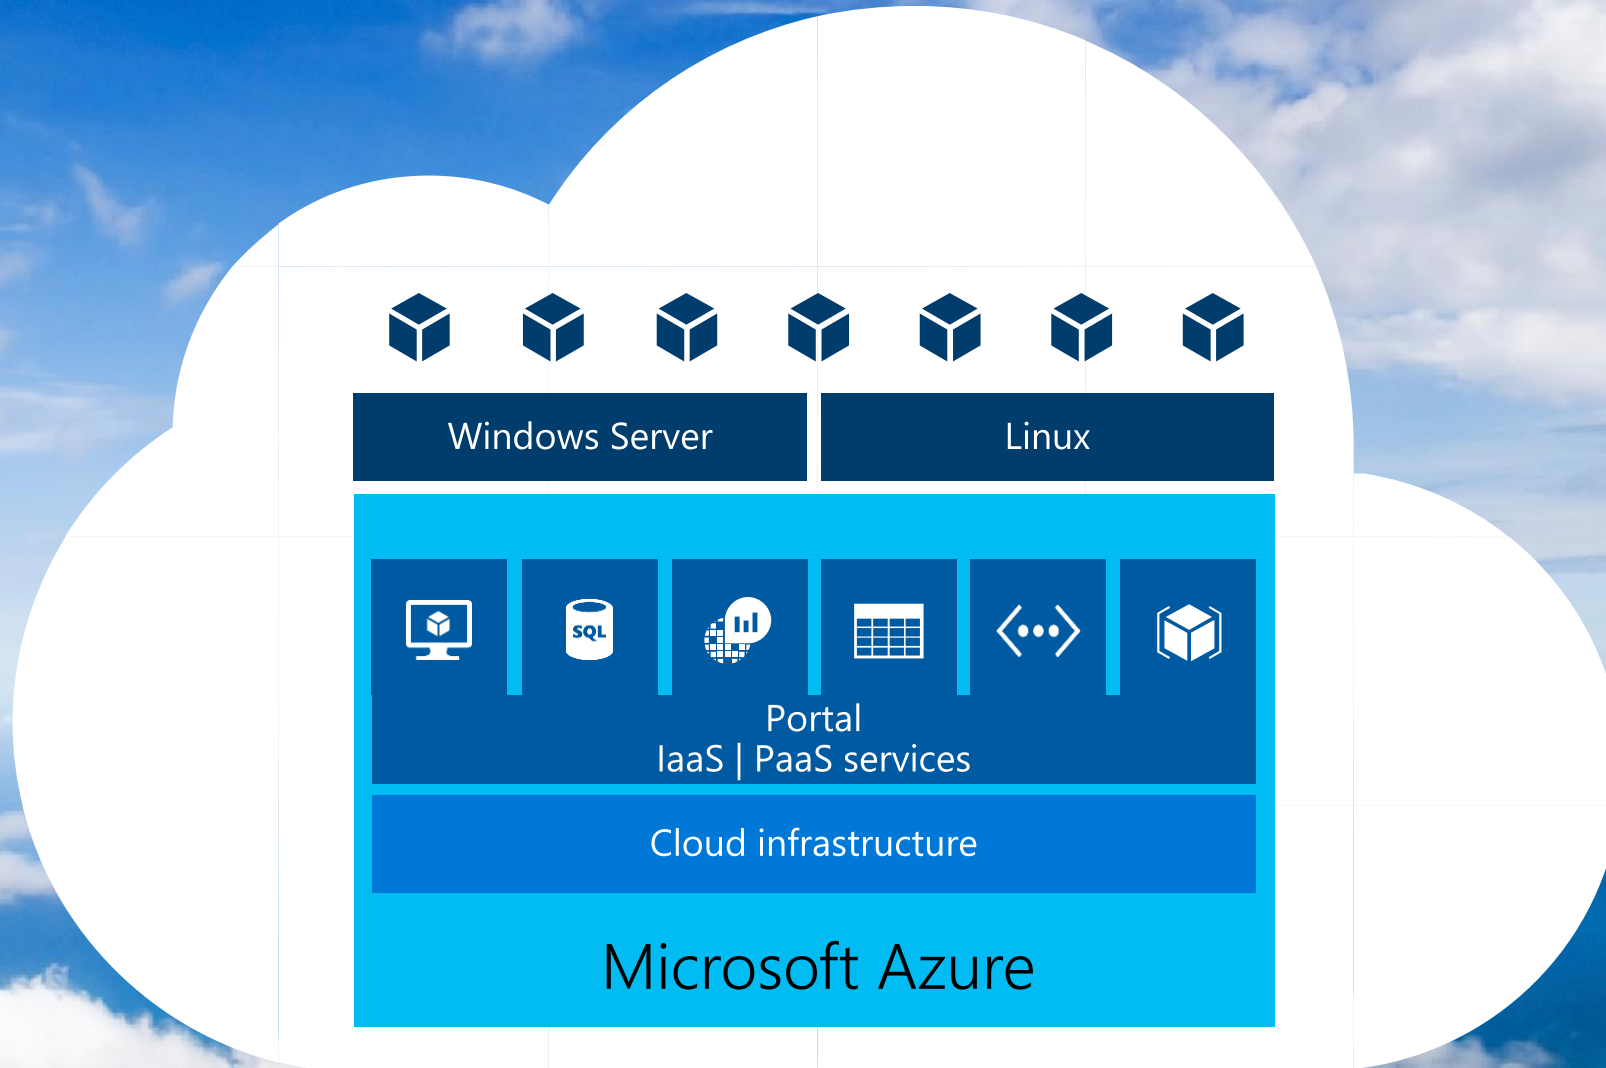 Windows Server
Linux
SQL
Portal
IaaS | PaaS services
Cloud infrastructure
Microsoft Azure